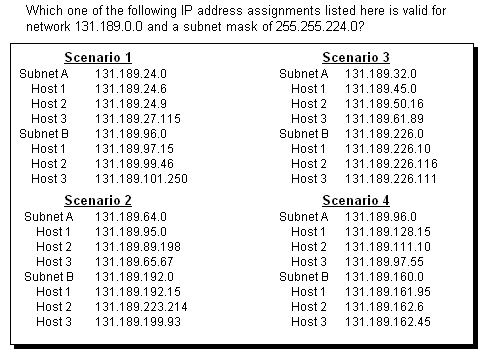 Which one of the following IP address assignments listed here is valid for
network 131.189.0.0 and a subnet mask of 255.255.224.0?
Scenario 1
Subnet A 131.189.24.0
Host 1 131.189.24.6
Host 2 131.189.24.9
Host 3 131.189.27.115
Subnet B 131.189.96.0
Host 1 131.189.97.15
Host 2 131.189.99.46
Host 3 131.189.101.250
Scenario 2
Subnet A 131.189.64.0
Host 1 131.189.95.0
Host 2 131.189.89.198
Host 3 131.189.65.67
Subnet B 131.189.192.0
Host 1 131.189.192.15
Host 2 131.189.223.214
Host 3 131.189.199.93
Scenario 3
Subnet A 131.189.32.0
Host 1 131.189.45.0
Host 2 131.189.50.16
Host 3 131.189.61.89
Subnet B 131.189.226.0
Host 1 131.189.226.10
Host 2 131.189.226.116
Host 3 131.189.226.111
Scenario 4
Subnet A 131.189.96.0
Host 1 131.189.128.15
Host 2 131.189.111.10
Host 3 131.189.97.55
Subnet B 131.189.160.0
Host 1 131.189.161.95
Host 2 131.189.162.6
Host 3 131.189.162.45